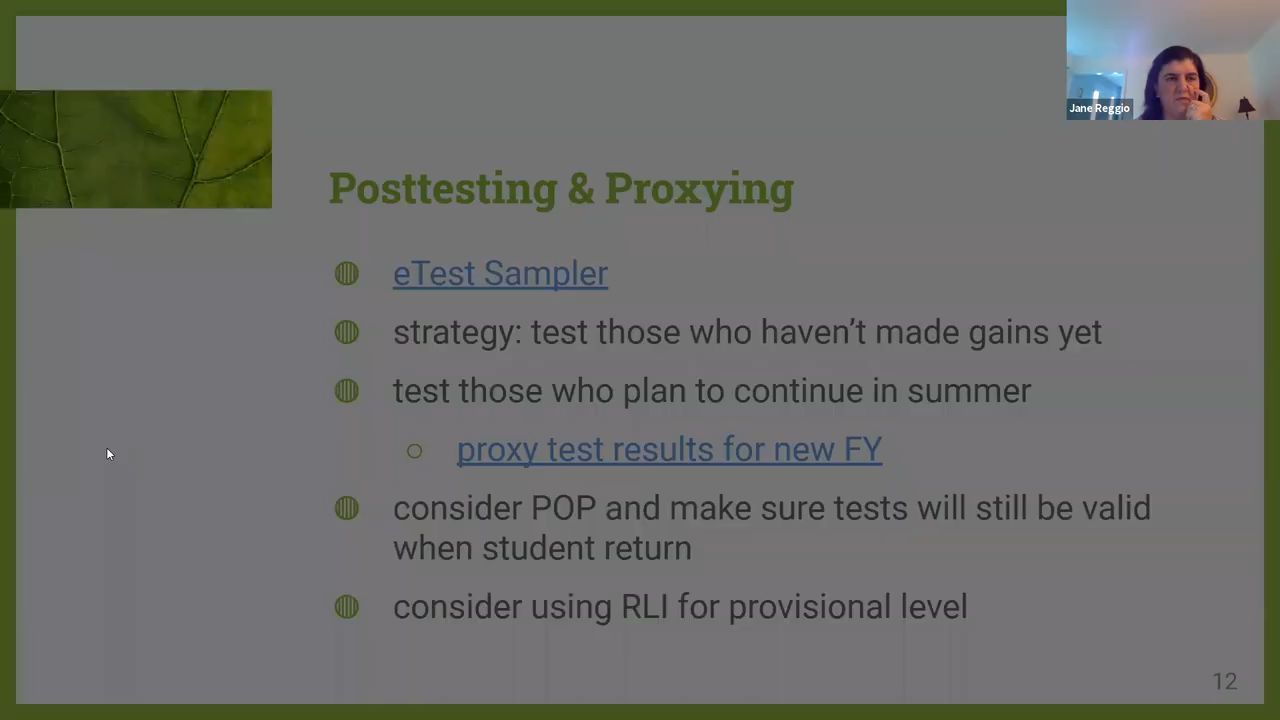 Jane Reggio
Posttesting & Proxying
eTest Sampler
strategy: test those who haven’t made gains yet
test those who plan to continue in summer
proxy test results for new FY
consider POP and make sure tests will still be valid
when student return
consider using RLI for provisional level
12